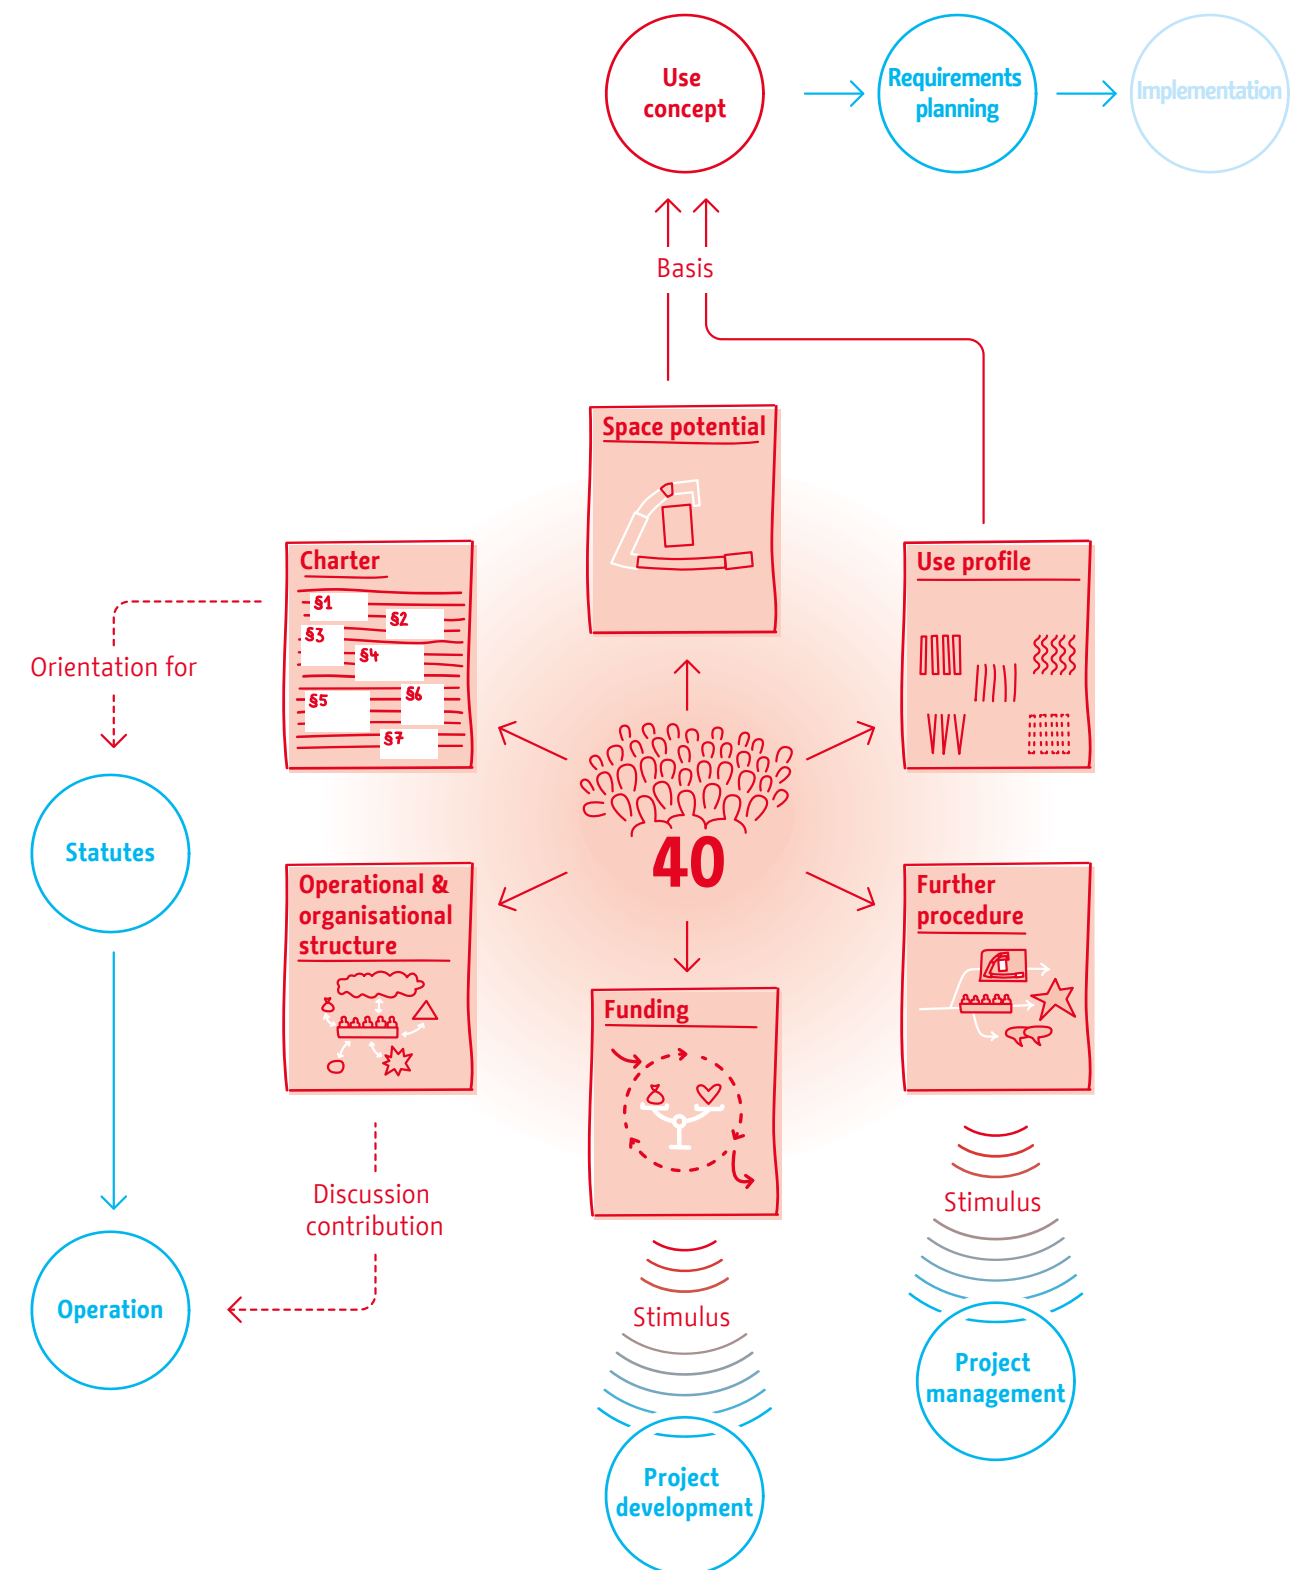 Use
concept
Requirements
planning
Implementation
Basis
Space potential
Charter
§1
§2
§3
§4
§5
§6
§7
Use profile
Orientation for
40
Statutes
Operational &
organisational
structure
Further
procedure
Funding
Discussion
contribution
Stimulus
Operation
Stimulus
Project
management
Project
development